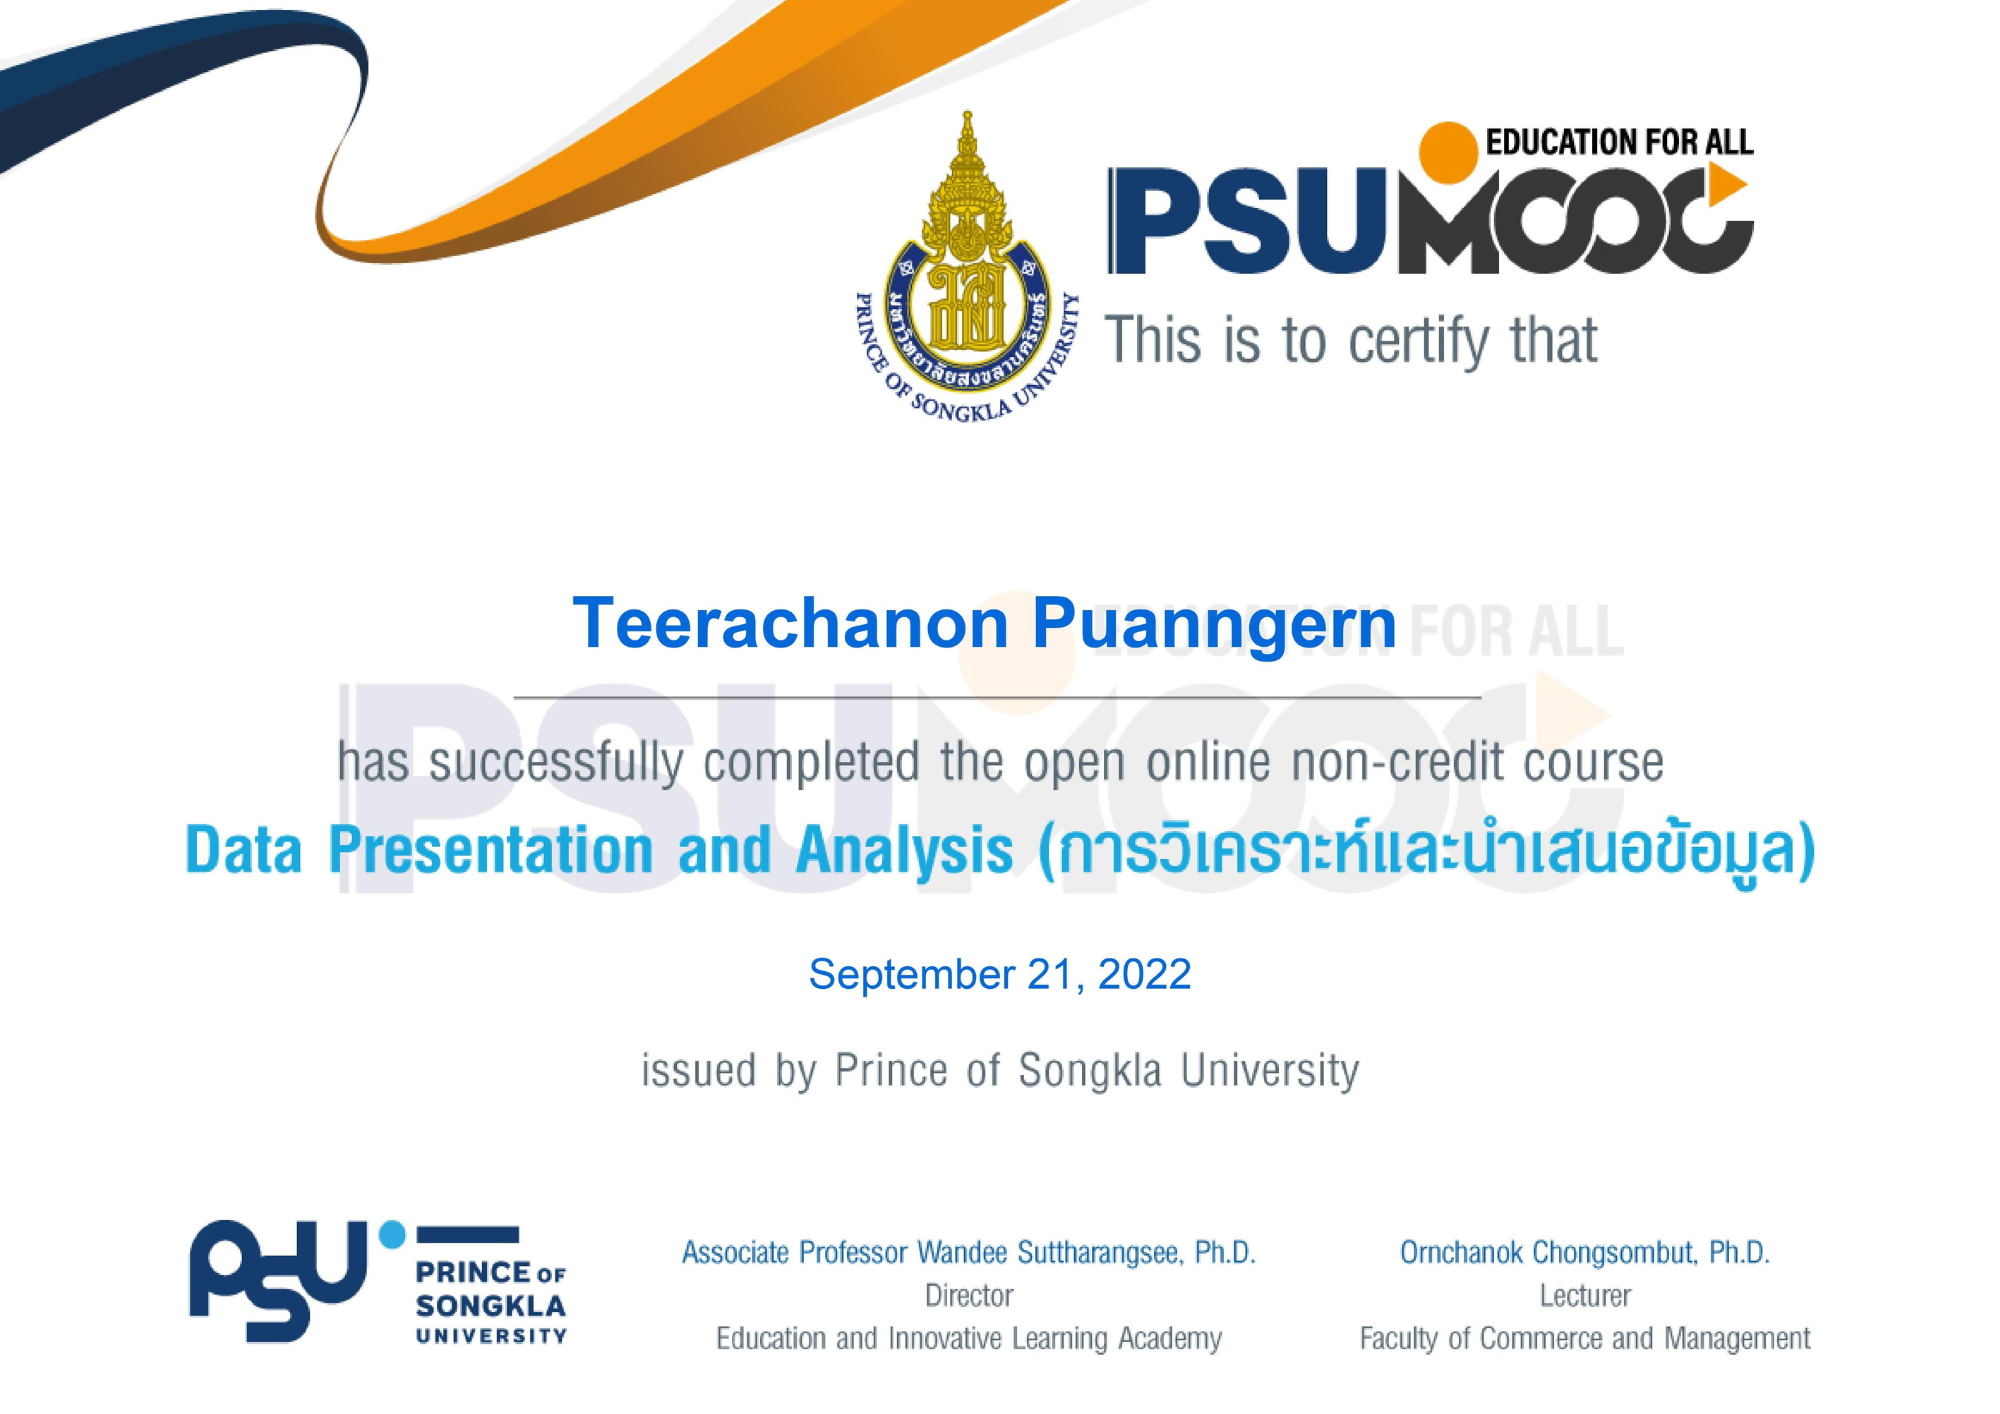 EDUCATION FOR ALL
PSUMOOC
มหาวิทยาลัยสงขลานครินทร์
PRINCE OF SONGKLA UNIVERSITY
This is to certify that
EDUCATION FOR ALL
Teerachanon Puanngern
PSUMOOC
has successfully completed the open online non-credit course
Data Presentation and Analysis (การวิเคราะห์และนำเสนอข้อมูล)
September 21, 2022
issued by Prince of Songkla University
PSU
PRINCE OF
SONGKLA
UNIVERSITY
Associate Professor Wandee Suttharangsee, Ph.D.
Director
Education and Innovative Learning Academy
Ornchanok Chongsombut, Ph.D.
Lecturer
Faculty of Commerce and Management